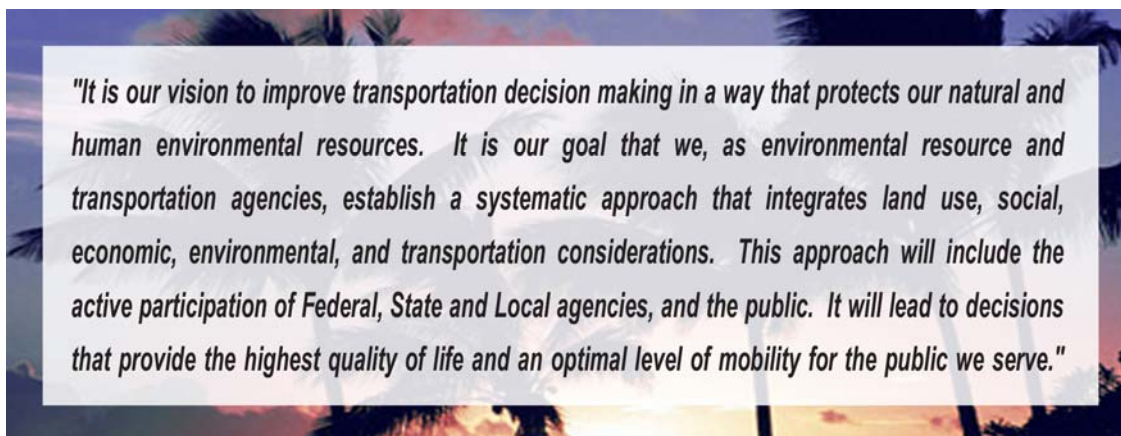 "It is our vision to improve transportation decision making in a way that protects our natural and
human environmental resources. It is our goal that we, as environmental resource and
transportation agencies, establish a systematic approach that integrates land use, social,
economic, environmental, and transportation considerations. This approach will include the
active participation of Federal, State and Local agencies, and the public. It will lead to decisions
that provide the highest quality of life and an optimal level of mobility for the public we serve."